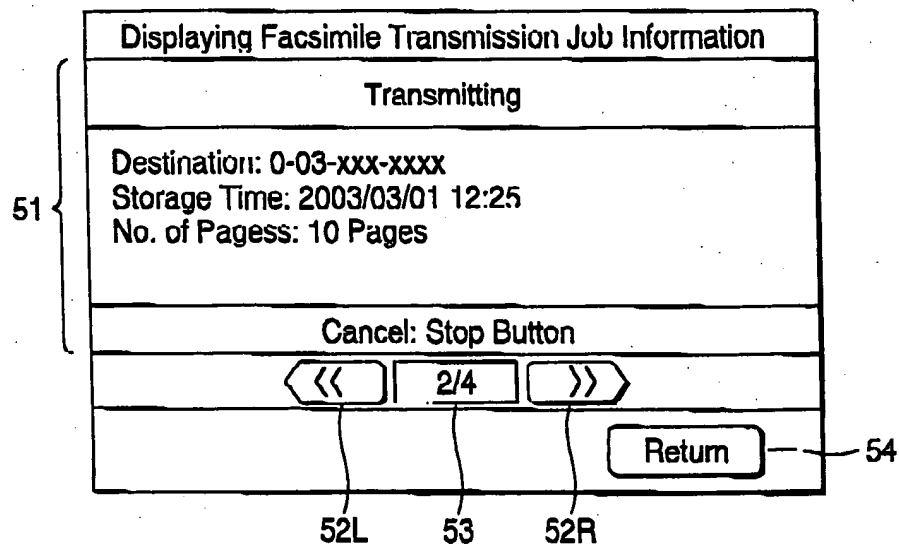 Displaying Facsimile Transmission Job Information
Transmitting
Destination: 0-03-xxx-xxxx
Storage Time: 2003/03/01 12:25
No. of Pagess: 10 Pages
51
Cancel: Stop Button
<< 2/4 >>
Return
54
52L 53 52R